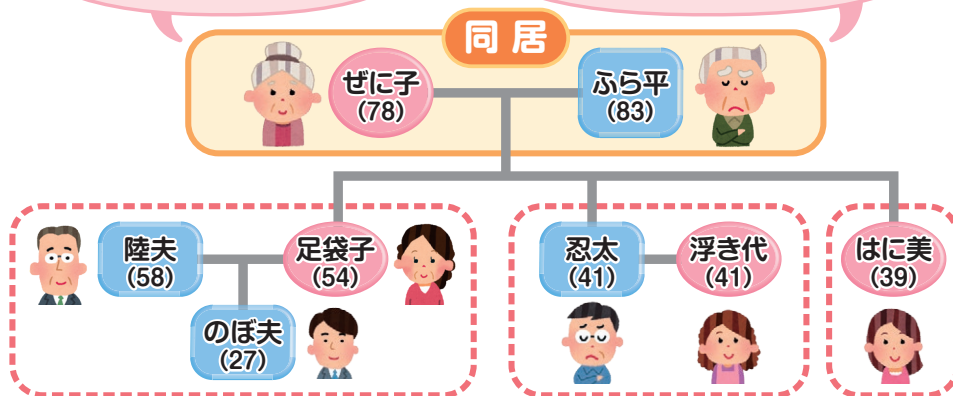 同居
ぜに子
(78)
ふら平
(83)
陸夫
(58)
足袋子
(54)
忍太
(41)
浮き代
(41)
はに美
(39)
のぼ夫
(27)